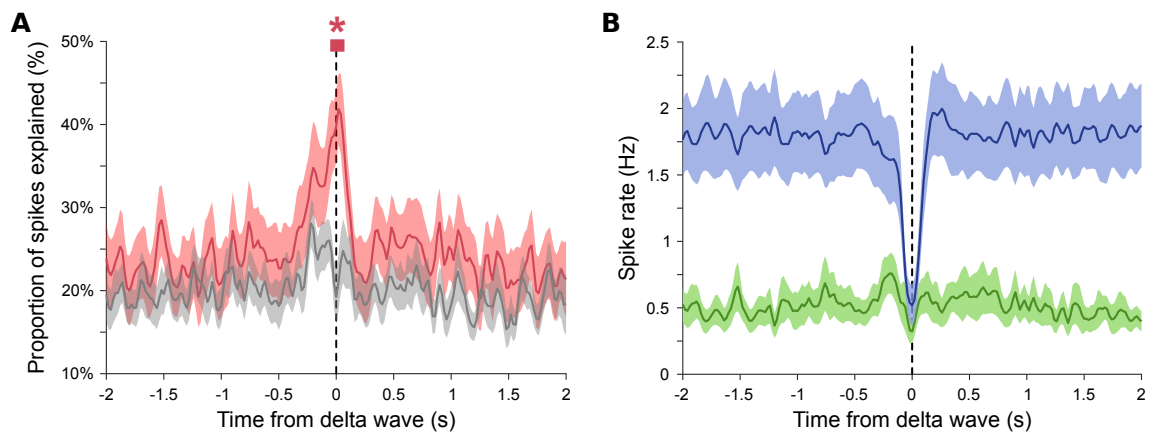 A
*
Proportion of spikes explained (%)
50%
40%
30%
20%
10%
-2 -1.5 -1 -0.5 0 0.5 1 1.5 2
Time from delta wave (s)
B
Spike rate (Hz)
2.5
2
1.5
1
0.5
0
-2 -1.5 -1 -0.5 0 0.5 1 1.5 2
Time from delta wave (s)